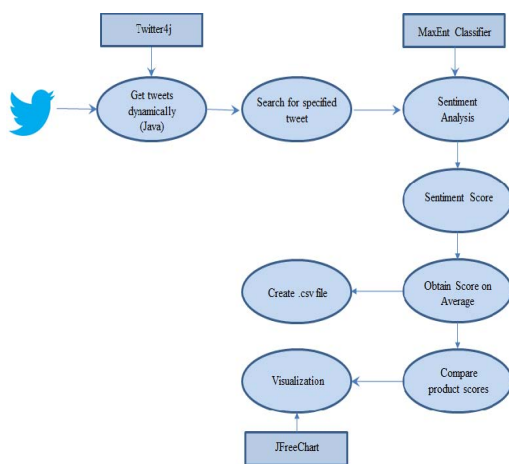 Twitter4j
MaxEnt Classifier
Get tweets
dynamically
(Java)
Search for specified
tweet
Sentiment
Analysis
Sentiment Score
Create .csv file
Obtain Score on
Average
Visualization
Compare
product scores
JFreeChart